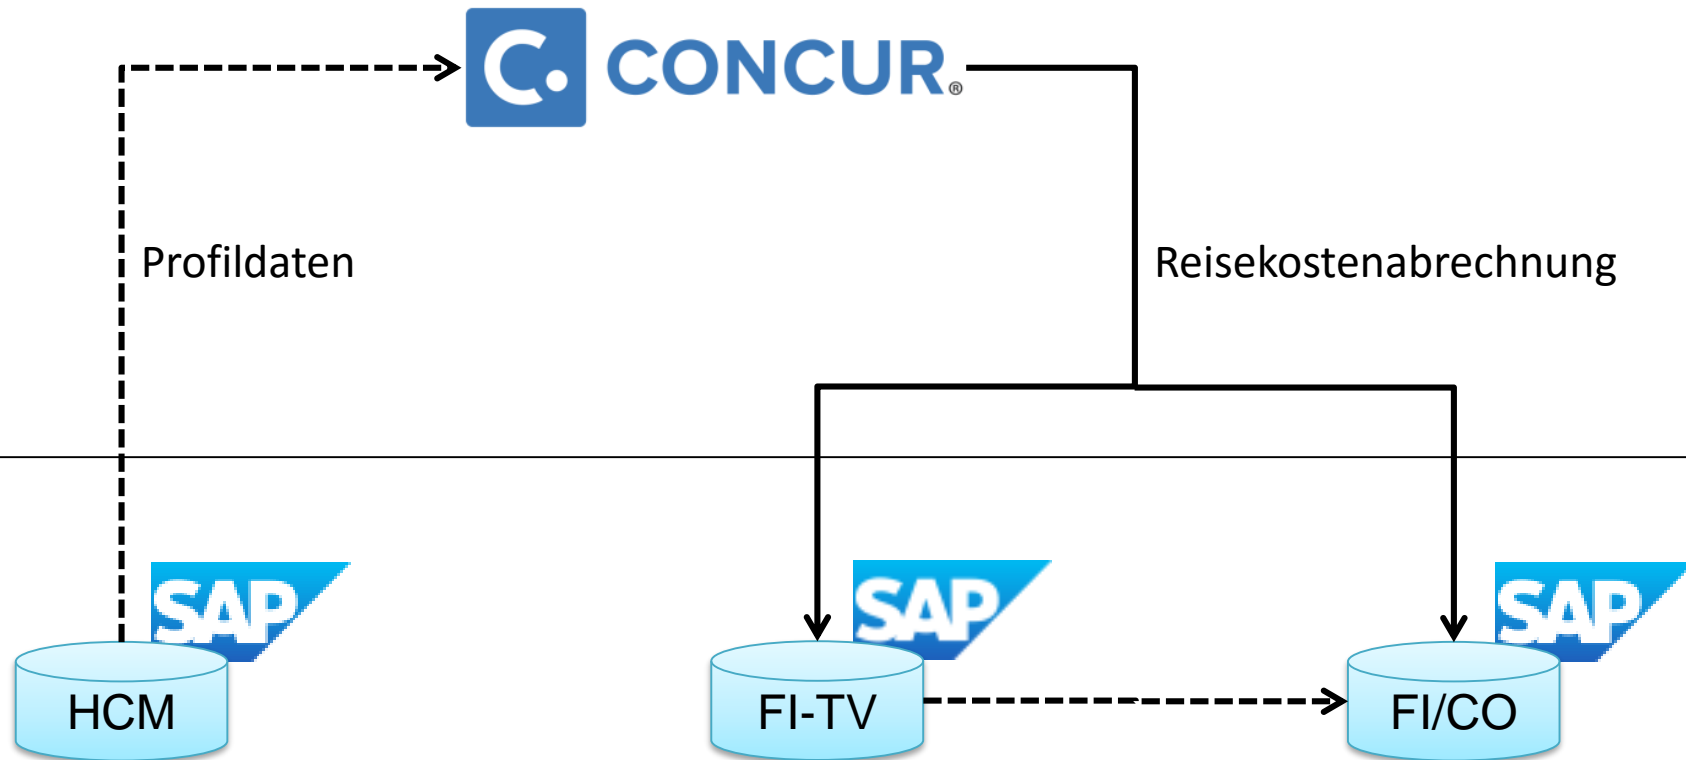 C. CONCUR®
Profildaten
Reisekostenabrechnung
SAP
SAP
SAP
HCM
FI-TV
FI/CO